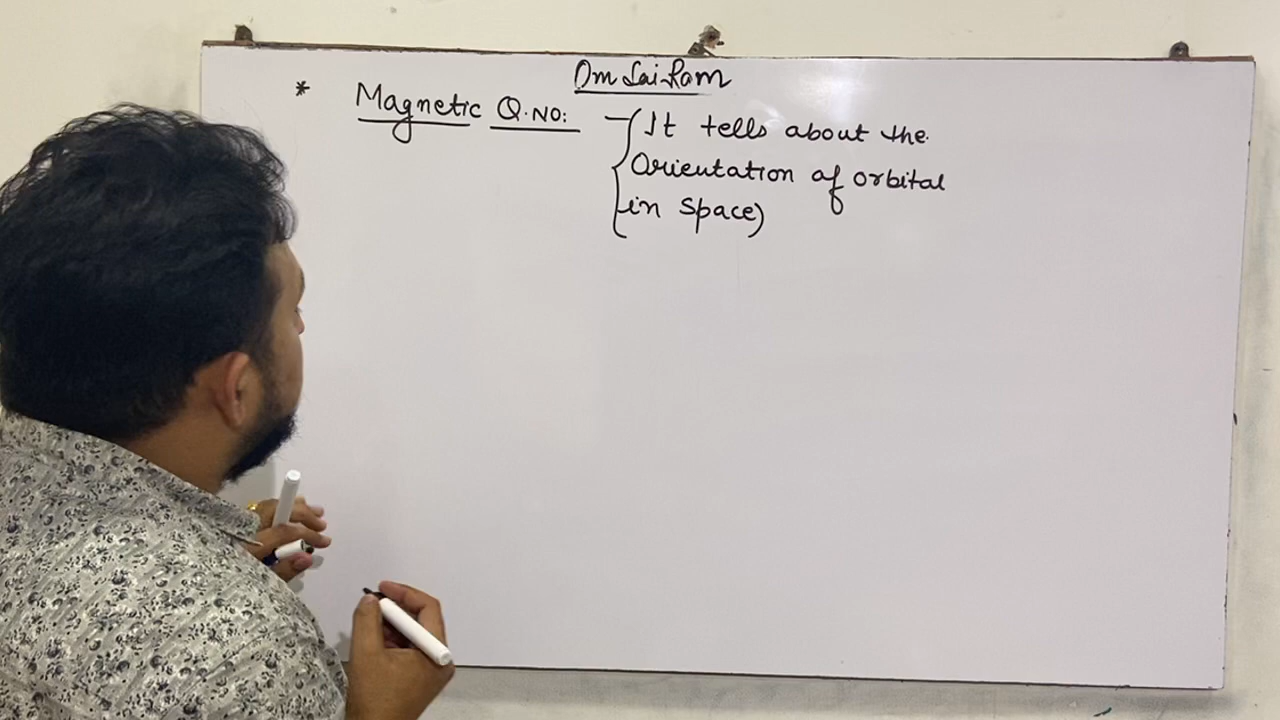 Om Sai Ram
* Magnetic Q.NO: - (It tells about the
Orientation of orbital
in Space)